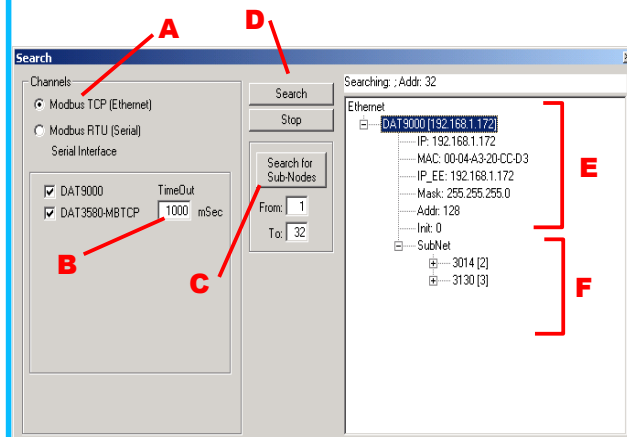 A
D
Search
Channels
Modbus TCP (Ethernet)
Modbus RTU (Serial)
Serial Interface
DAT9000
TimeOut
DAT3580-MBTCP
1000 mSec
B
Search
Stop
Search for
Sub-Nodes
From: 1
To: 32
C
Searching: ; Addr: 32
Ethernet
DAT9000 [192.168.1.172]
IP: 192.168.1.172
MAC: 00-04-A3-20-CC-D3
IP_EE: 192.168.1.172
Mask: 255.255.255.0
Addr: 128
Init: 0
SubNet
3014 [2]
3130 [3]
E
F